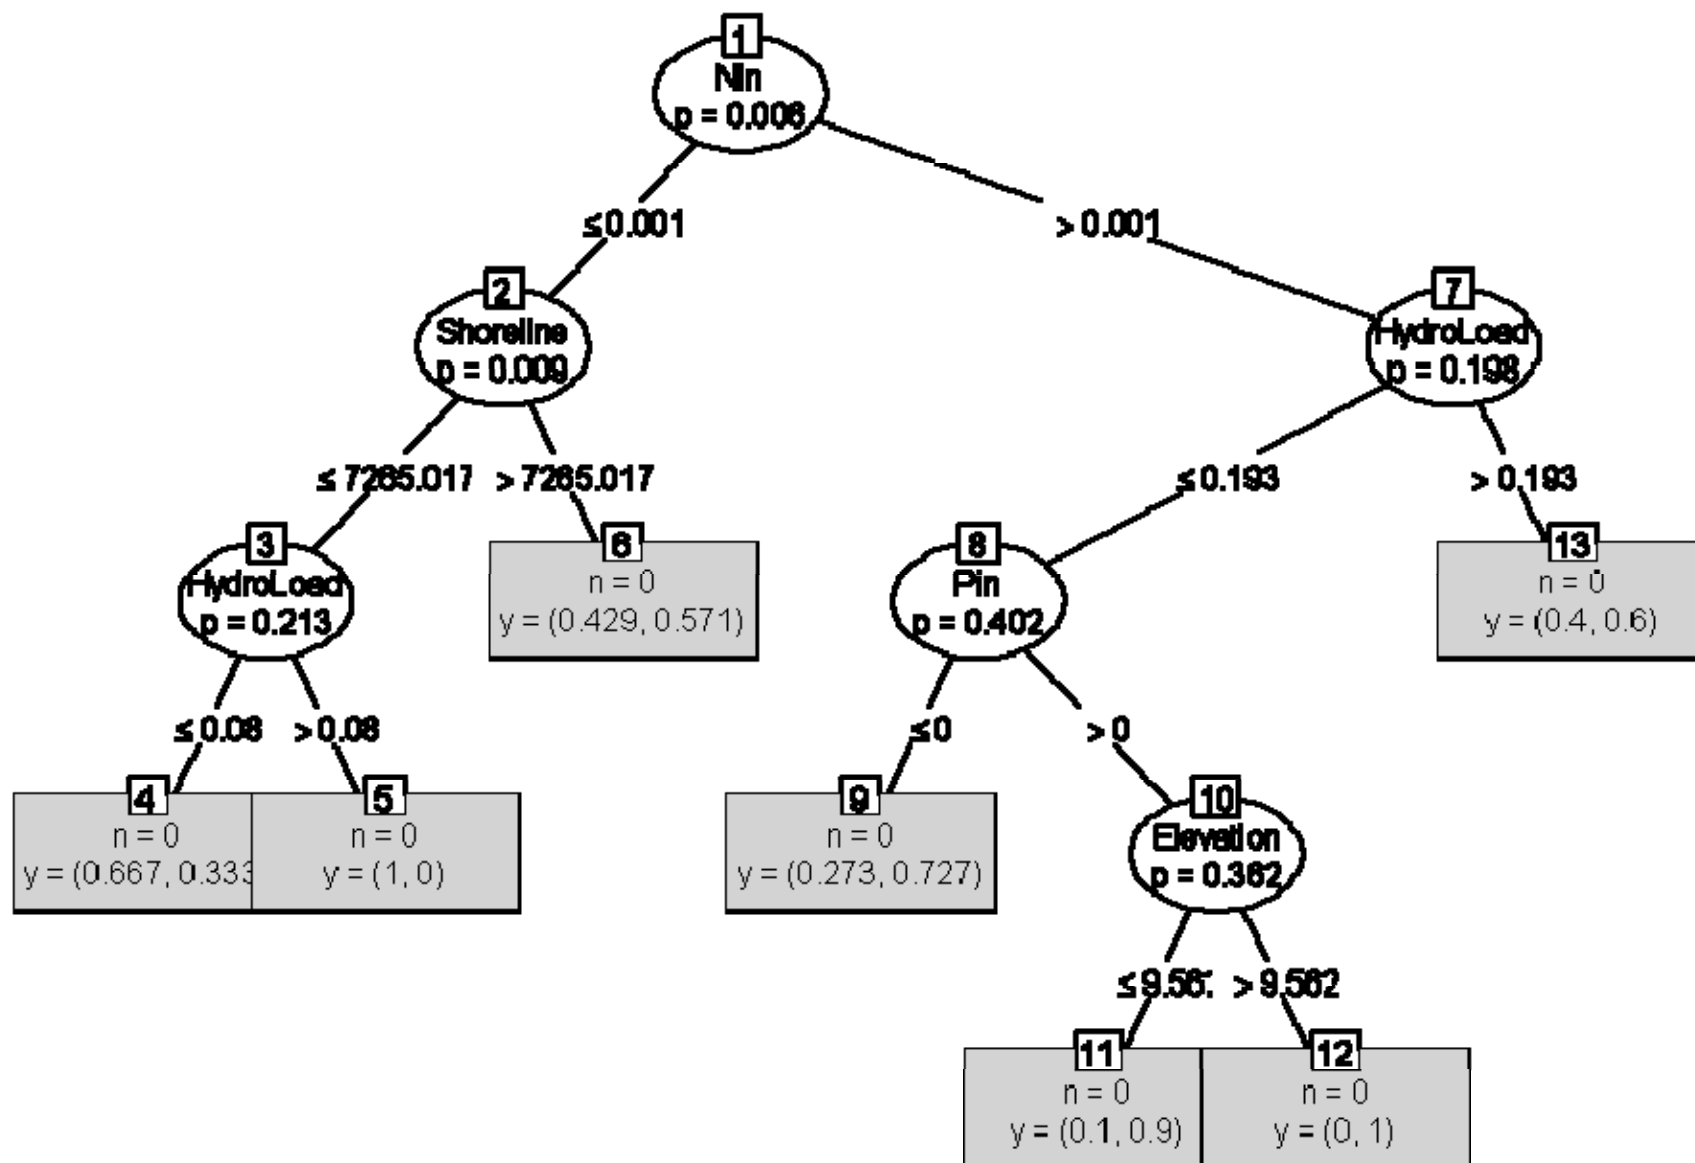 1
Nin
p = 0.006
≤0.001
> 0.001
2
Shoreline
p = 0.009
7
HydroLoad
p = 0.198
≤ 7265.017
> 7265.017
≤0.193
> 0.193
3
HydroLoad
p = 0.213
6
n = 0
y = (0.429, 0.571)
8
Pin
p = 0.402
13
n = 0
y = (0.4, 0.6)
≤ 0.08
> 0.08
≤0
> 0
4
n = 0
y = (0.667, 0.333
5
n = 0
y = (1, 0)
9
n = 0
y = (0.273, 0.727)
10
Elevation
p = 0.362
> 9.562
11
n = 0
y = (0.1, 0.9)
12
n = 0
y = (0, 1)